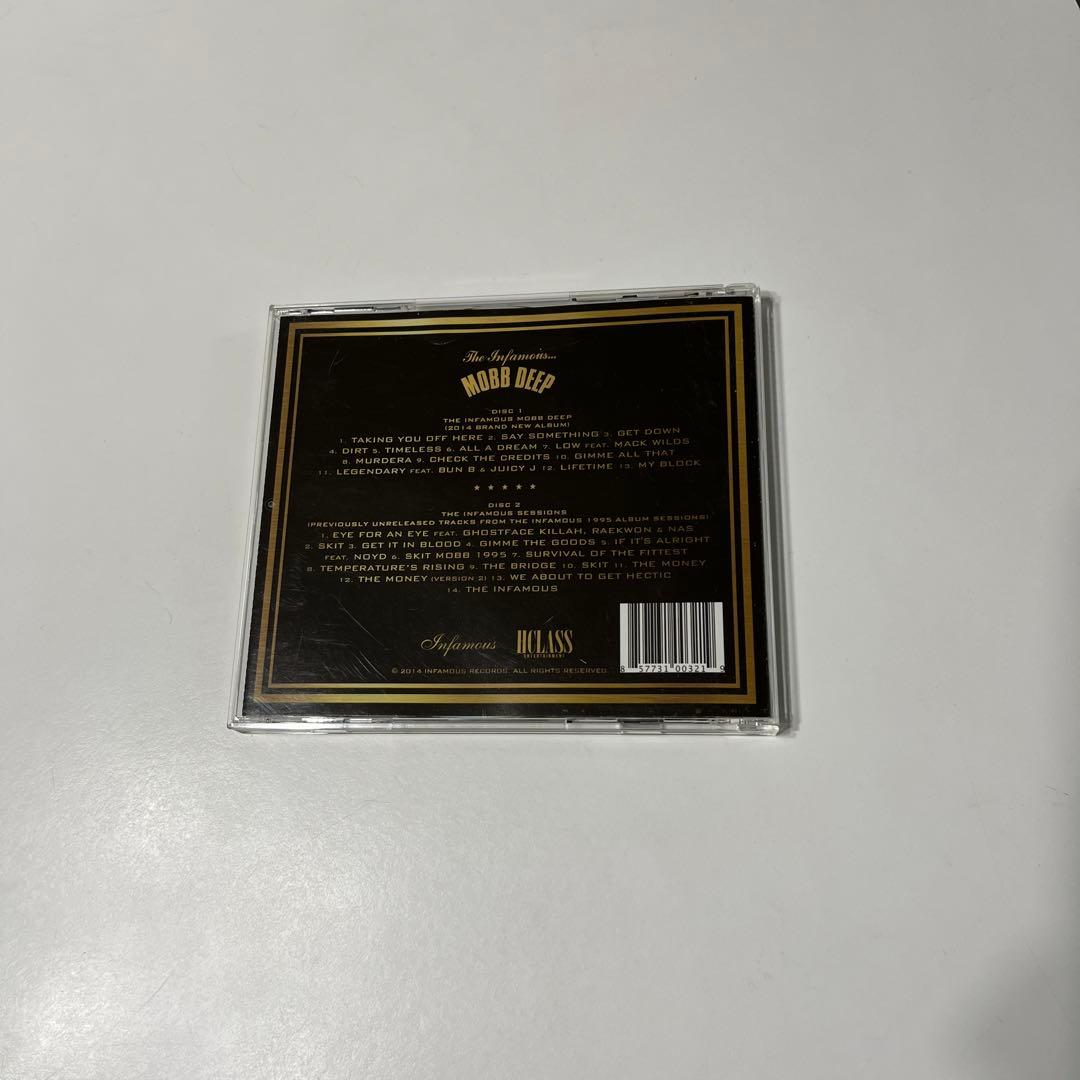 The Infamous...
MOBB DEEP
DISC 1
THE INFAMOUS MOBB DEEP
(2014 BRAND NEW ALBUM)
1. TAKING YOU OFF HERE 2. SAY SOMETHING 3. GET DOWN
4. DIRT 5. TIMELESS 6. ALL A DREAM 7. LOW FEAT. MACK WILDS
8. MURDERA 9. CHECK THE CREDITS 10. GIMME ALL THAT
11. LEGENDARY FEAT. BUN B & JUICY J 12. LIFETIME 13. MY BLOCK
★ ★ ★ ★ ★
DISC 2
THE INFAMOUS SESSIONS
(PREVIOUSLY UNRELEASED TRACKS FROM THE INFAMOUS 1995 ALBUM SESSIONS)
1. EYE FOR AN EYE FEAT. GHOSTFACE KILLAH, RAEKWON & NAS
2. SKIT 3. GET IT IN BLOOD 4. GIMME THE GOODS 5. IF IT'S ALRIGHT
FEAT. NOYD 6. SKIT MOBB 1995 7. SURVIVAL OF THE FITTEST
8. TEMPERATURE'S RISING 9. THE BRIDGE 10. SKIT 11. THE MONEY
12. THE MONEY (VERSION 2) 13. WE ABOUT TO GET HECTIC
14. THE INFAMOUS
Infamous HCLASS
ENTERTAINMENT
© 2014 INFAMOUS RECORDS. ALL RIGHTS RESERVED.
8 57731 00321 9